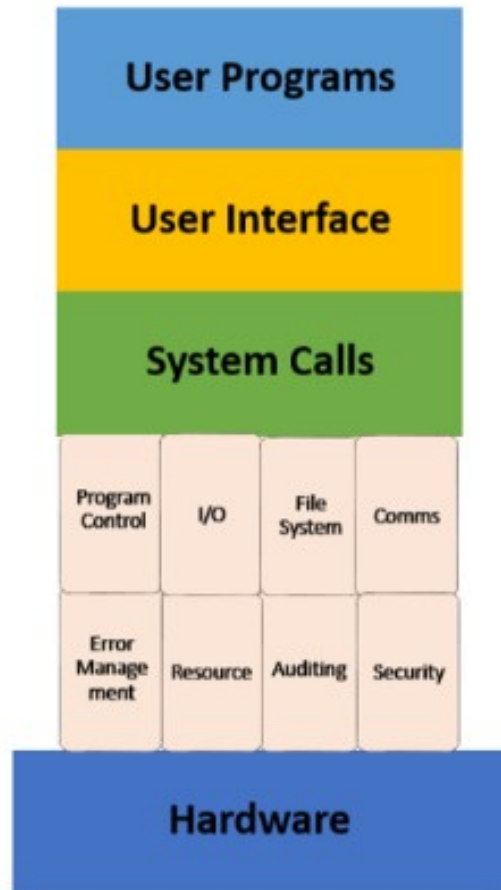 User Programs
User Interface
System Calls
Program
Control
I/O
File
System
Comms
Error
Manage
ment
Resource
Auditing
Security
Hardware